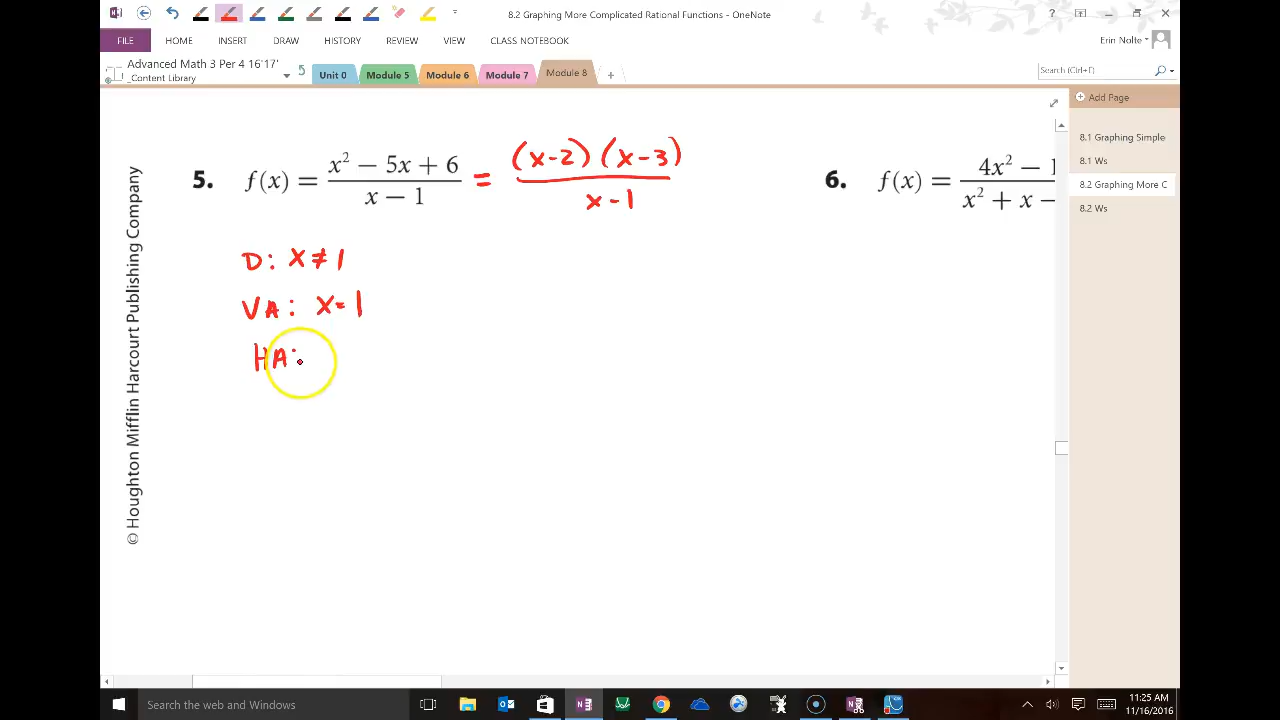 8.2 Graphing More Complicated Rational Functions - OneNote
?
FILE HOME INSERT DRAW HISTORY REVIEW VIEW CLASS NOTEBOOK
Erin Nolte
Advanced Math 3 Per 4 16'17'
_Content Library
Unit 0 Module 5 Module 6 Module 7 Module 8 +
Search (Ctrl+E)
Add Page
8.1 Graphing Simple
8.1 Ws
8.2 Graphing More C
8.2 Ws
© Houghton Mifflin Harcourt Publishing Company
5. f(x) = (x² − 5x + 6)/(x − 1) = (x-2)(x-3)/(x-1)
6. f(x) = 4x² − 1
x² + x −
D: x ≠ 1
VA: x = 1
HA:
Search the web and Windows
11:25 AM
11/16/2016